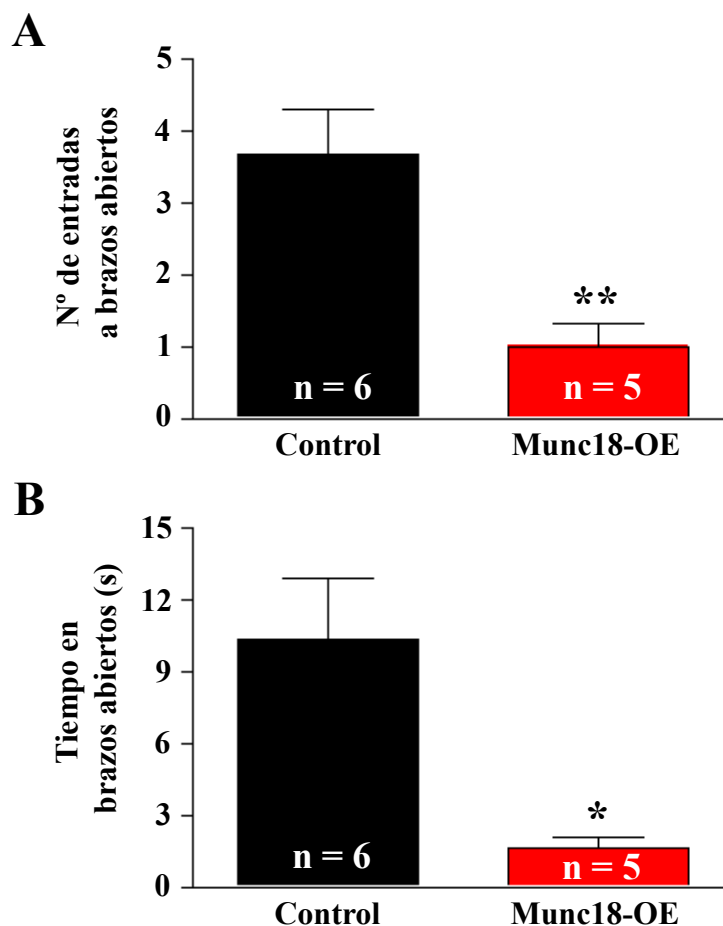 A
Nº de entradas
a brazos abiertos
5
4
3
2
1
0
**
n = 6
n = 5
Control
Munc18-OE
B
Tiempo en
brazos abiertos (s)
15
12
9
6
3
0
*
n = 6
n = 5
Control
Munc18-OE